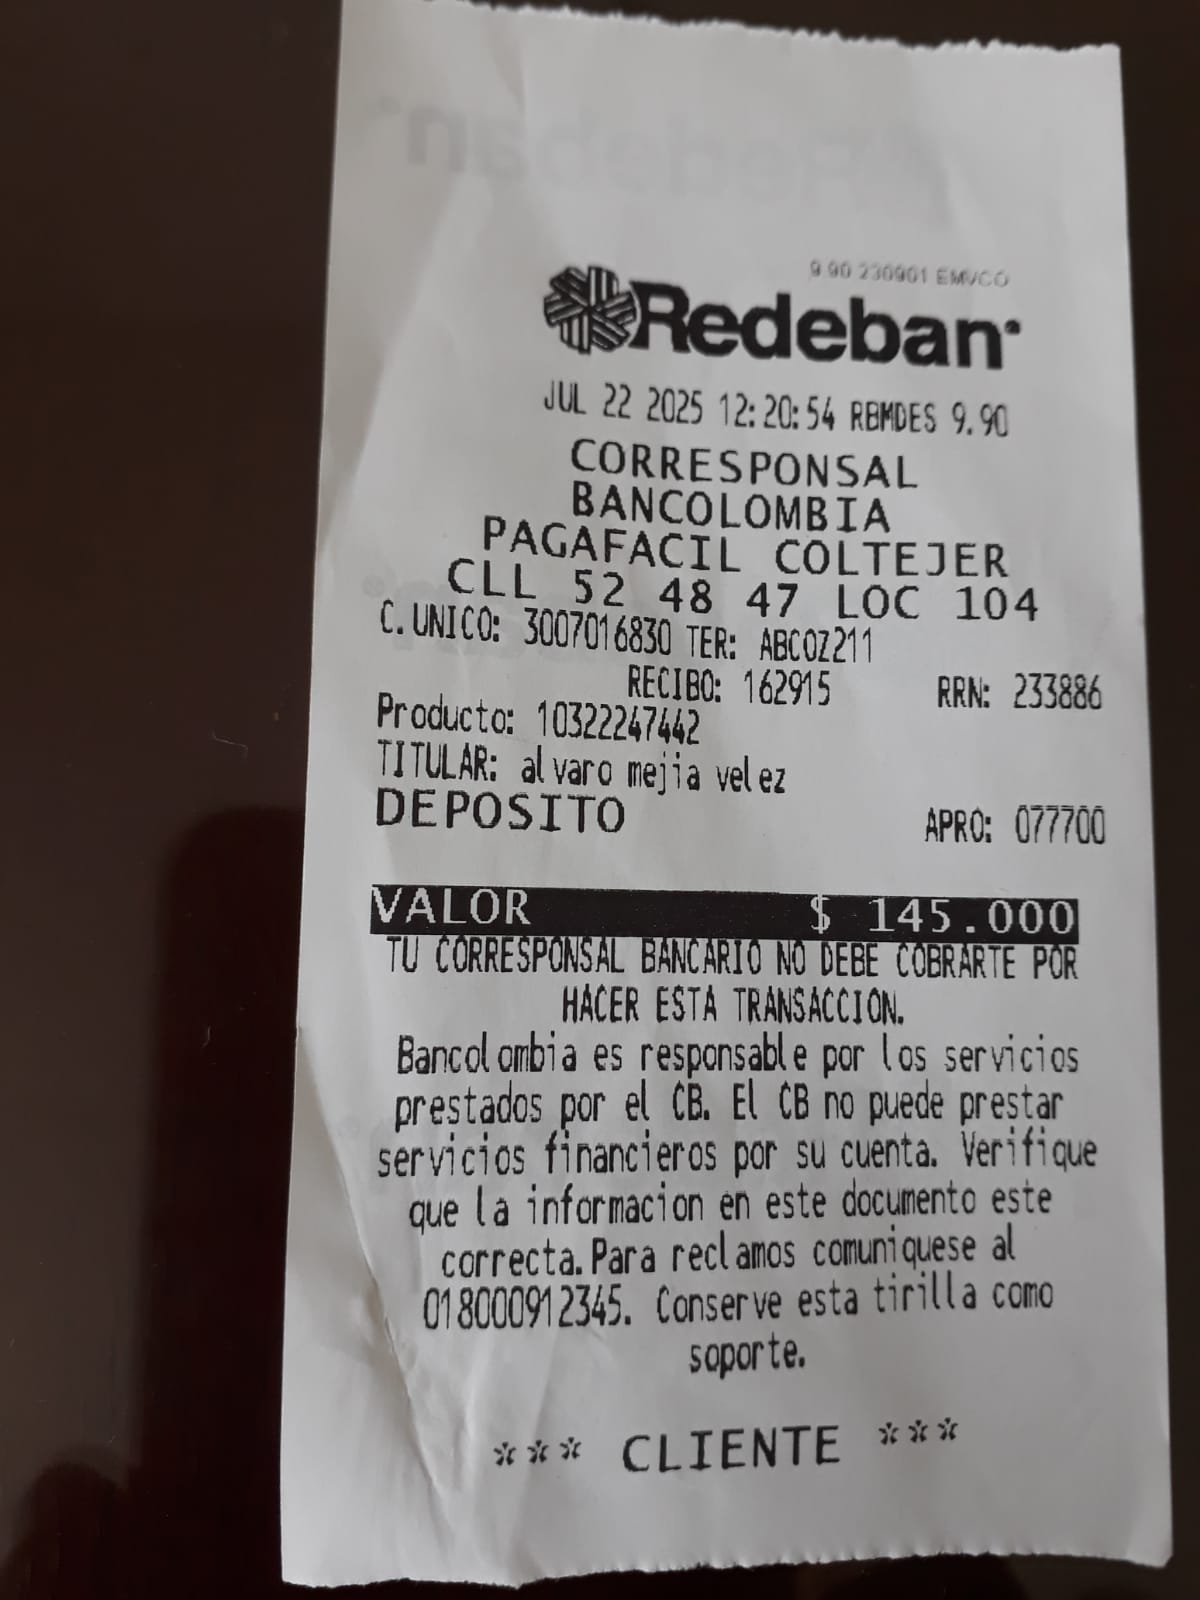 9.90 230901 EMVCO
Redeban
JUL 22 2025 12:20:54 RBMDES 9.90
CORRESPONSAL
BANCOLOMBIA
PAGAFACIL COLTEJER
CLL 52 48 47 LOC 104
C.UNICO: 3007016830 TER: ABCOZ211
RECIBO: 162915 RRN: 233886
Producto: 10322247442
TITULAR: alvaro mejia velez
DEPOSITO APRO: 077700
VALOR $ 145.000
TU CORRESPONSAL BANCARIO NO DEBE COBRARTE POR
HACER ESTA TRANSACCION.
Bancolombia es responsable por los servicios
prestados por el CB. El CB no puede prestar
servicios financieros por su cuenta. Verifique
que la informacion en este documento este
correcta.Para reclamos comuniquese al
018000912345. Conserve esta tirilla como
soporte.
*** CLIENTE ***